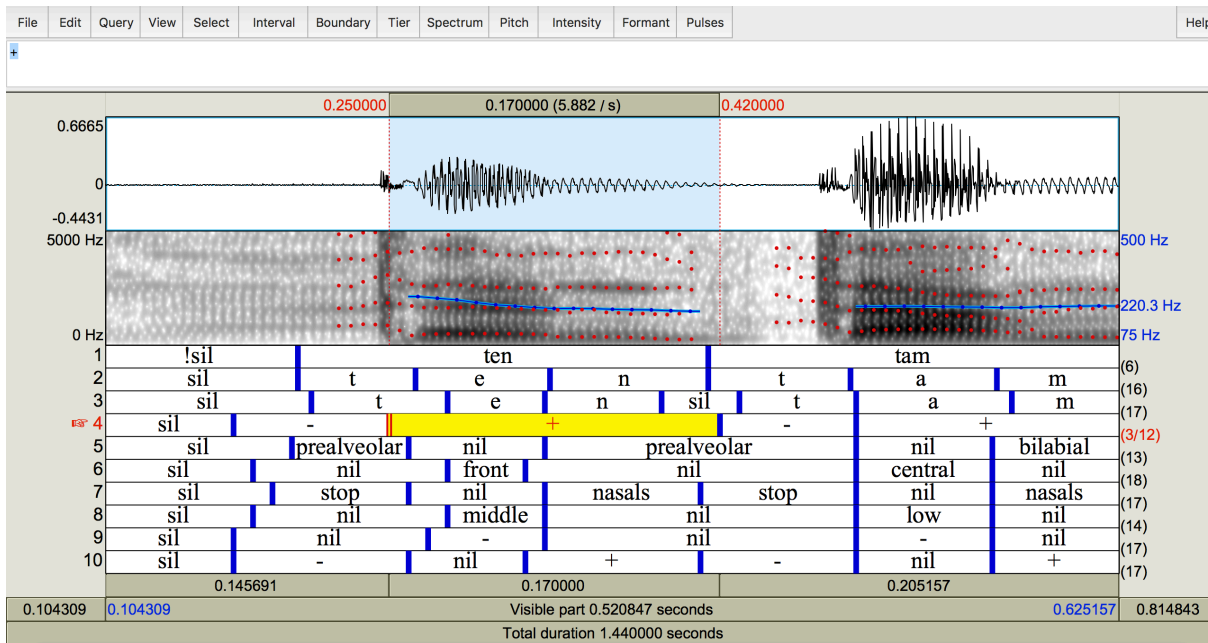 File Edit Query View Select Interval Boundary Tier Spectrum Pitch Intensity Formant Pulses Help
+
0.250000 0.170000 (5.882 / s) 0.420000
0.6665
0
-0.4431
5000 Hz 500 Hz
220.3 Hz
0 Hz 75 Hz
1 !sil ten tam (6)
2 sil t e n t a m (16)
3 sil t e n sil t a m (17)
☞ 4 sil - + - + (3/12)
5 sil prealveolar nil prealveolar nil bilabial (13)
6 sil nil front nil central nil (18)
7 sil stop nil nasals stop nil nasals (17)
8 sil nil middle nil low nil (14)
9 sil nil - nil - nil (17)
10 sil - nil + - nil + (17)
0.145691 0.170000 0.205157
0.104309 0.104309 Visible part 0.520847 seconds 0.625157 0.814843
Total duration 1.440000 seconds